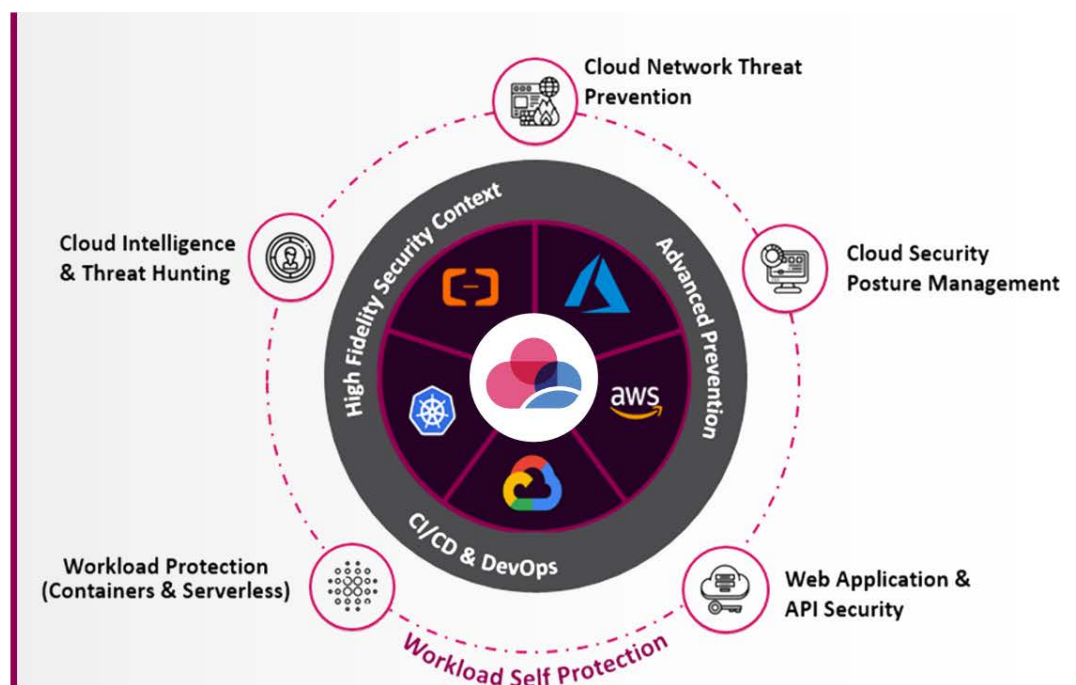 Cloud Network Threat
Prevention
Cloud Intelligence
& Threat Hunting
High Fidelity Security Context
Advanced Prevention
Cloud Security
Posture Management
aws
CI/CD & DevOps
Workload Protection
(Containers & Serverless)
Web Application &
API Security
Workload Self Protection